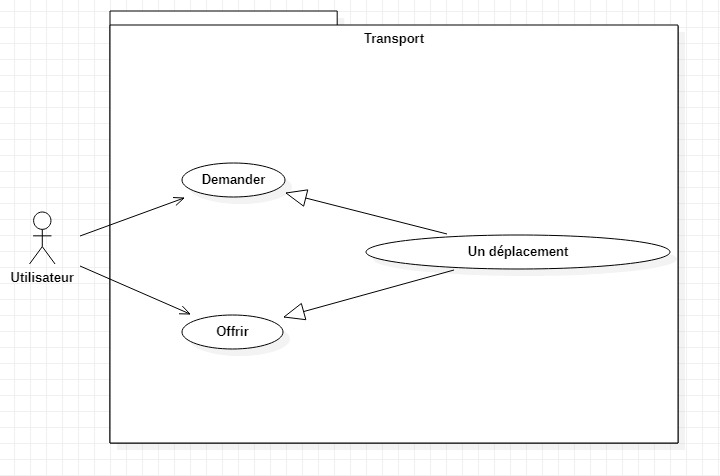 Transport
Demander
Un déplacement
Utilisateur
Offrir